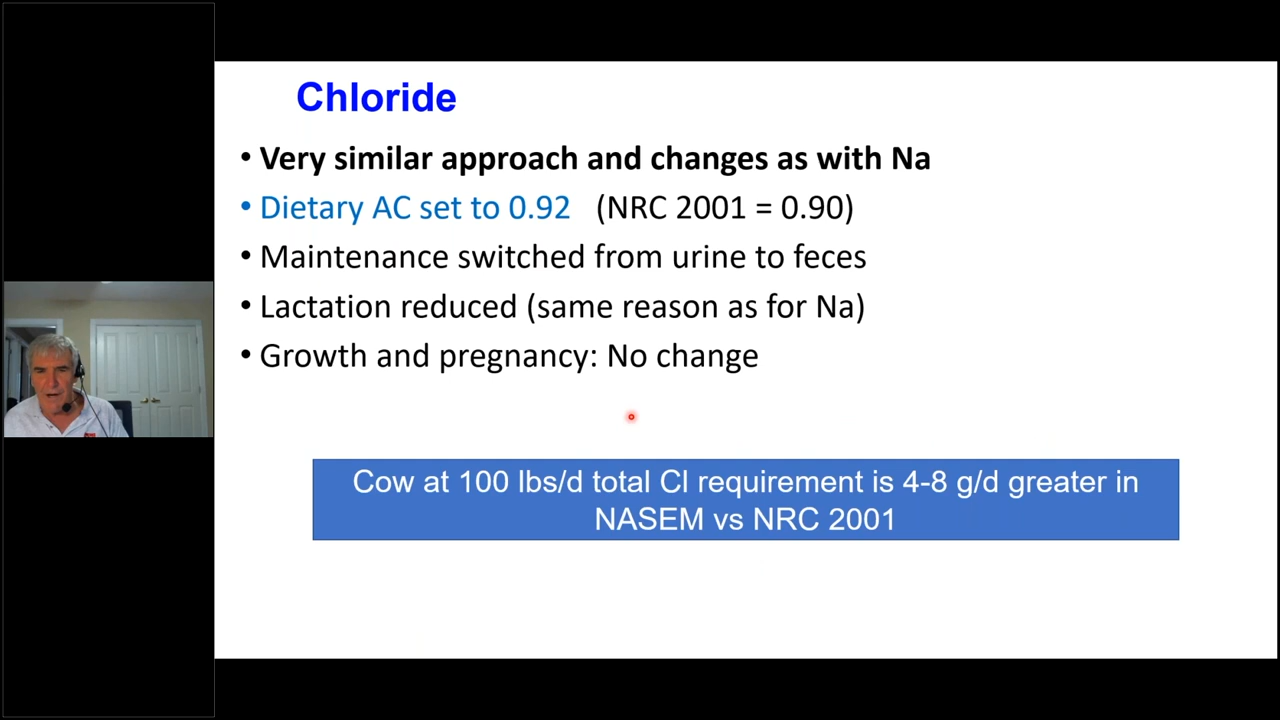 Chloride
• Very similar approach and changes as with Na
• Dietary AC set to 0.92 (NRC 2001 = 0.90)
• Maintenance switched from urine to feces
• Lactation reduced (same reason as for Na)
• Growth and pregnancy: No change
Cow at 100 lbs/d total Cl requirement is 4-8 g/d greater in
NASEM vs NRC 2001